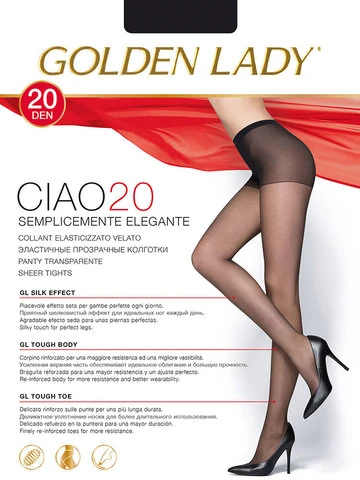 GOLDEN LADY
20
DEN
CIAO20
SEMPLICEMENTE ELEGANTE
COLLANT ELASTICIZZATO VELATO
ЭЛАСТИЧНЫЕ ПРОЗРАЧНЫЕ КОЛГОТКИ
PANTY TRANSPARENTE
SHEER TIGHTS
GL SILK EFFECT
Piacevole effetto seta per gambe perfette ogni giorno.
Приятный шелковистый эффект для идеальных ног каждый день.
Agradable efecto seda para unas piernas perfectas.
Silky touch for perfect legs.
GL TOUGH BODY
Corpino rinforzato per una maggiore resistenza ed una migliore vestibilità.
Усиленная верхняя часть обеспечивает идеальное облегание и большую прочность.
Braguita reforzada para una mayor resistencia y un ajuste perfecto.
Re-inforced body for more resistance and better wearability.
GL TOUGH TOE
Delicato rinforzo sulle punte per una più lunga durata.
Деликатное уплотнение носка для более длительного использования.
Delicado refuerzo en la puntera para una mayor duración.
Finely re-inforced toes for more resistance.